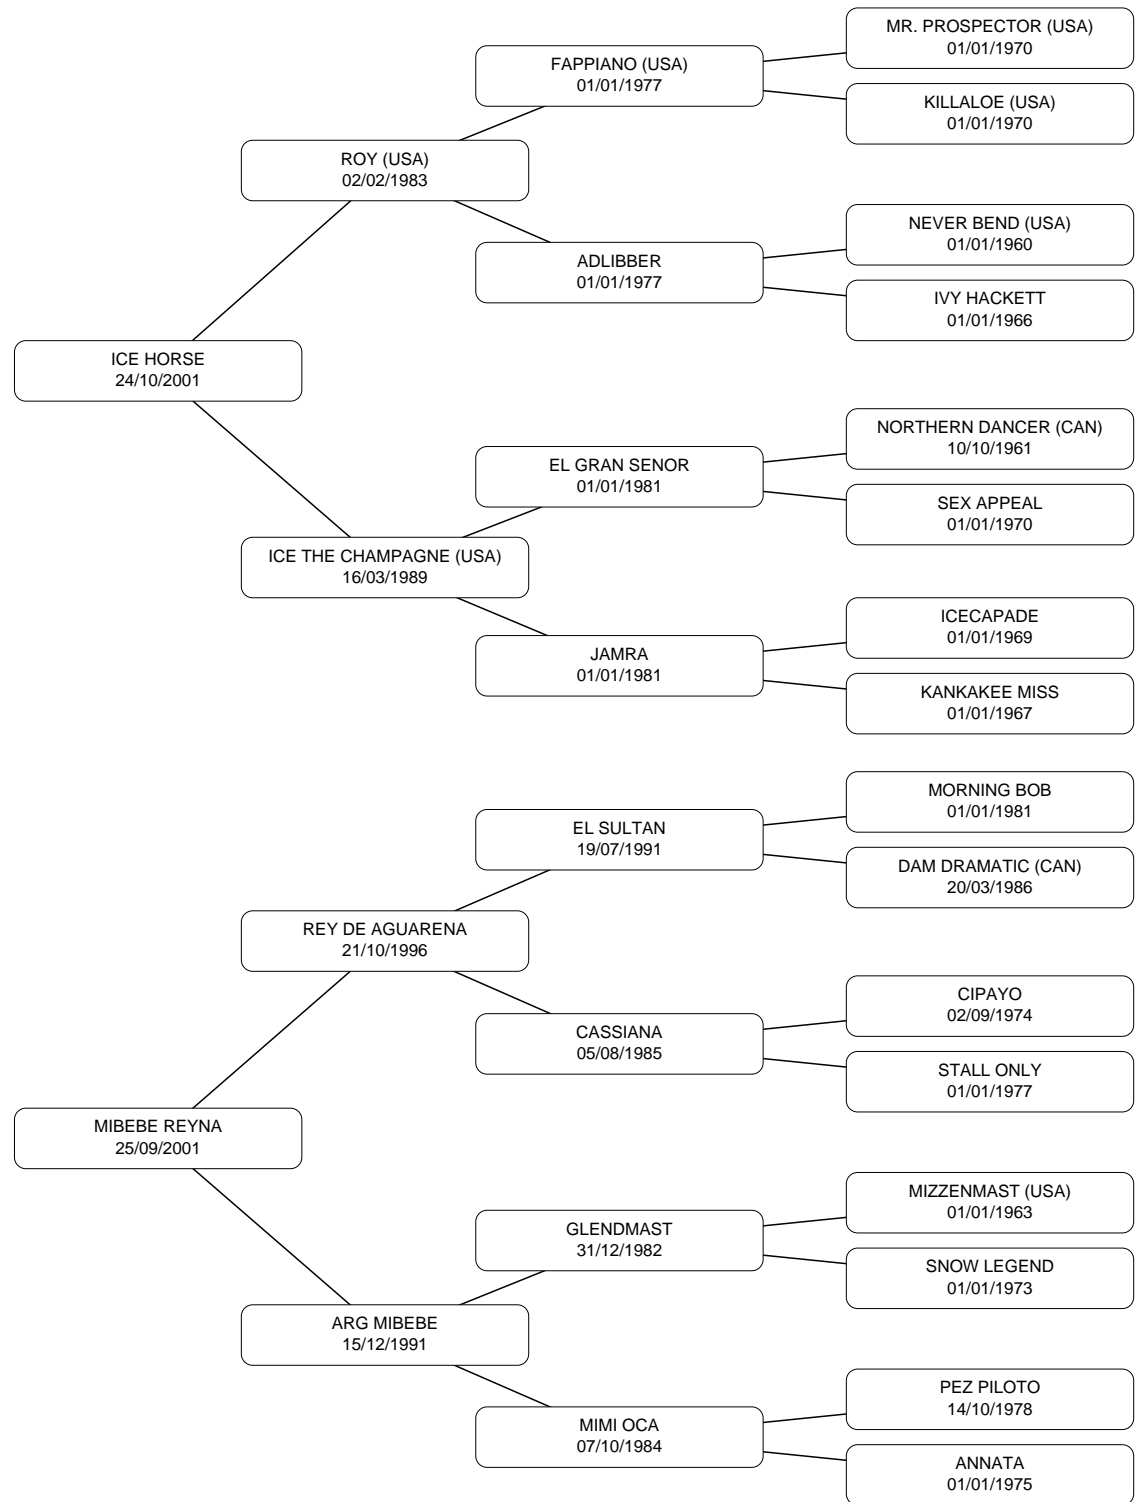 MR. PROSPECTOR (USA)
01/01/1970
FAPPIANO (USA)
01/01/1977
KILLALOE (USA)
01/01/1970
ROY (USA)
02/02/1983
NEVER BEND (USA)
01/01/1960
ADLIBBER
01/01/1977
IVY HACKETT
01/01/1966
ICE HORSE
24/10/2001
NORTHERN DANCER (CAN)
10/10/1961
EL GRAN SENOR
01/01/1981
SEX APPEAL
01/01/1970
ICE THE CHAMPAGNE (USA)
16/03/1989
ICECAPADE
01/01/1969
JAMRA
01/01/1981
KANKAKEE MISS
01/01/1967
MORNING BOB
01/01/1981
EL SULTAN
19/07/1991
DAM DRAMATIC (CAN)
20/03/1986
REY DE AGUARENA
21/10/1996
CIPAYO
02/09/1974
CASSIANA
05/08/1985
STALL ONLY
01/01/1977
MIBEBE REYNA
25/09/2001
MIZZENMAST (USA)
01/01/1963
GLENDMAST
31/12/1982
SNOW LEGEND
01/01/1973
ARG MIBEBE
15/12/1991
PEZ PILOTO
14/10/1978
MIMI OCA
07/10/1984
ANNATA
01/01/1975